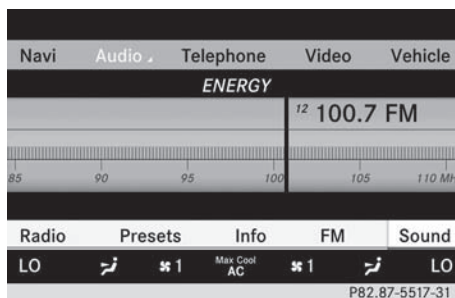 Navi Audio Telephone Video Vehicle
ENERGY
12 100.7 FM
85 90 95 100 105 110 MH
Radio Presets Info FM Sound
LO 1 Max Cool AC 1 LO
P82.87-5517-31